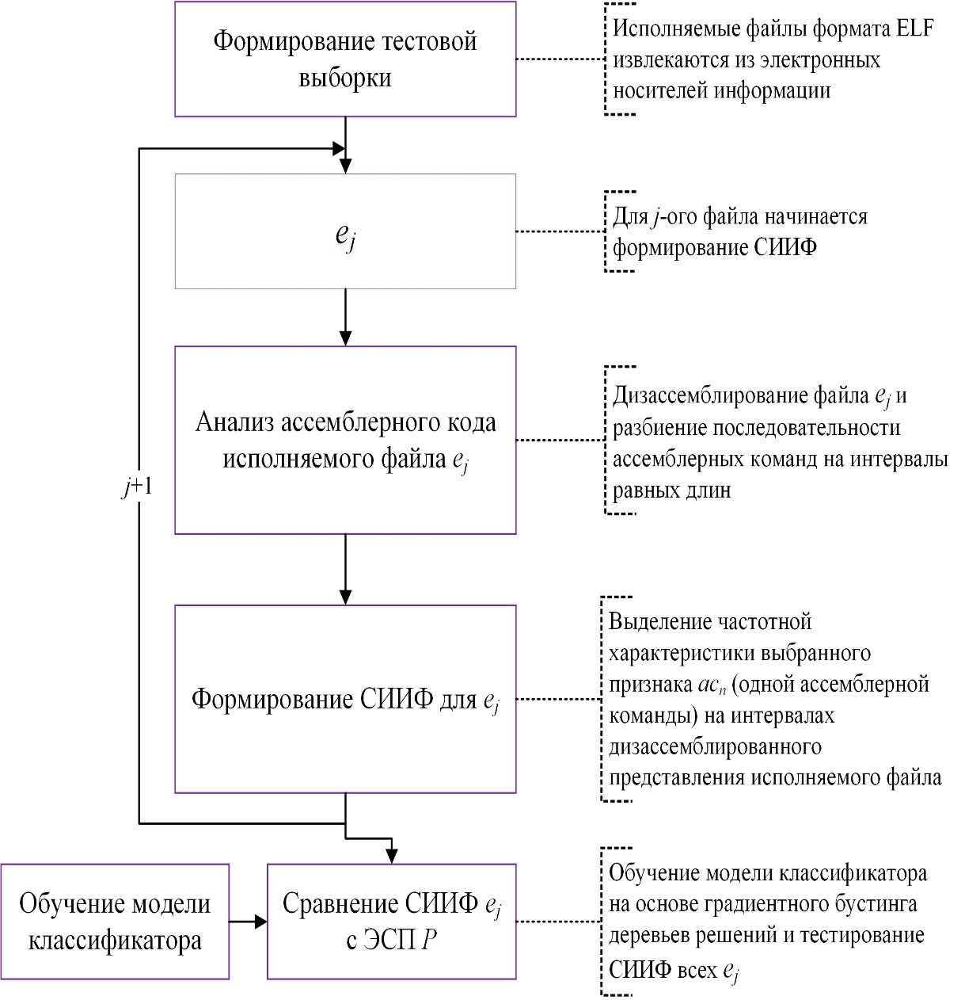 Формирование тестовой
выборки
Исполняемые файлы формата ELF
извлекаются из электронных
носителей информации
e_j
Для j-ого файла начинается
формирование СИИФ
Анализ ассемблерного кода
исполняемого файла e_j
Дизассемблирование файла e_j и
разбиение последовательности
ассемблерных команд на интервалы
равных длин
j+1
Формирование СИИФ для e_j
Выделение частотной
характеристики выбранного
признака ac_n (одной ассемблерной
команды) на интервалах
дизассемблированного
представления исполняемого файла
Обучение модели
классификатора
Сравнение СИИФ e_j
с ЭСП P
Обучение модели классификатора
на основе градиентного бустинга
деревьев решений и тестирование
СИИФ всех e_j